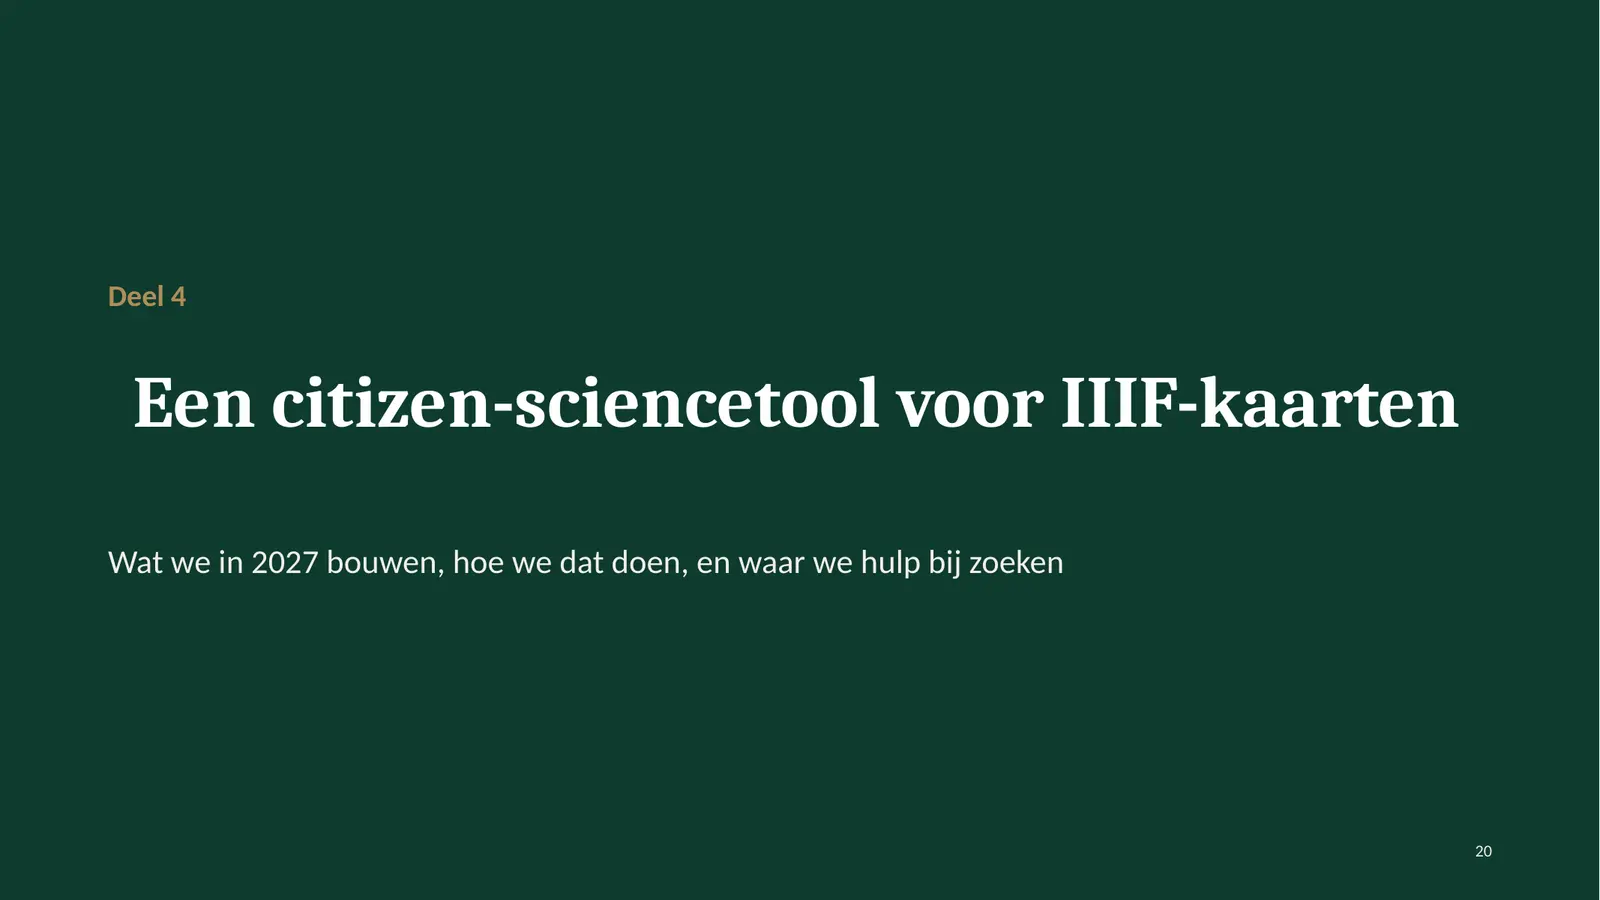 Deel 4
Een citizen-sciencetool voor IIIF-kaarten
Wat we in 2027 bouwen, hoe we dat doen, en waar we hulp bij zoeken
20